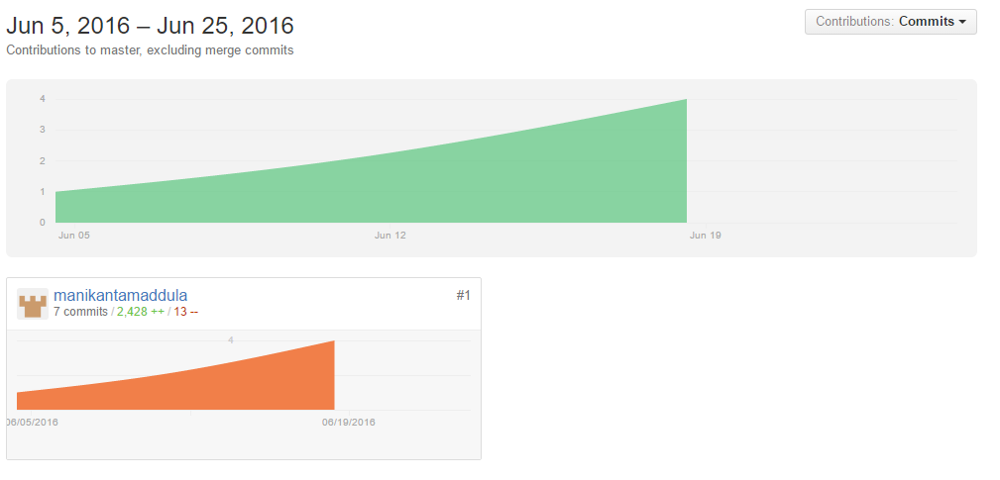 Jun 5, 2016 – Jun 25, 2016
Contributions: Commits
Contributions to master, excluding merge commits
4
3
2
1
0
Jun 05
Jun 12
Jun 19
manikantamaddula
#1
7 commits / 2,428 ++ / 13 --
4
06/05/2016
06/19/2016